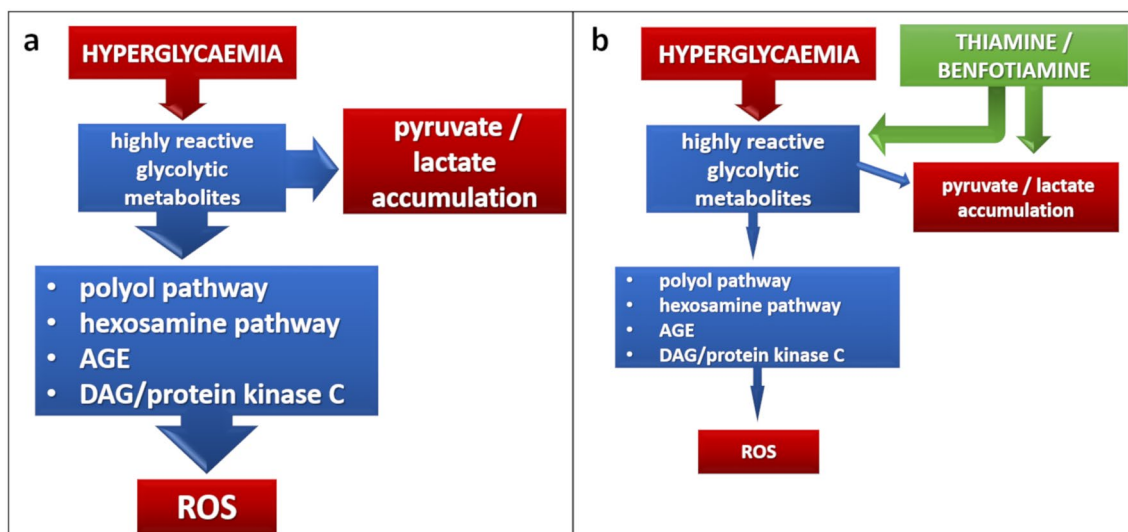 a
HYPERGLYCAEMIA
highly reactive
glycolytic
metabolites
pyruvate /
lactate
accumulation
• polyol pathway
• hexosamine pathway
• AGE
• DAG/protein kinase C
ROS
b
HYPERGLYCAEMIA
THIAMINE /
BENFOTIAMINE
highly reactive
glycolytic
metabolites
pyruvate / lactate
accumulation
• polyol pathway
• hexosamine pathway
• AGE
• DAG/protein kinase C
ROS